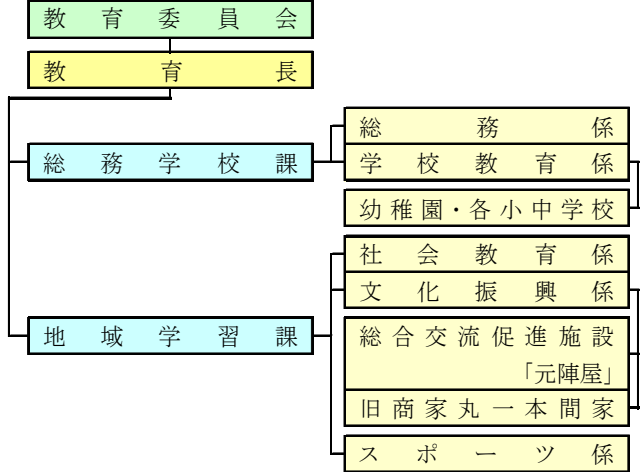 教育委員会
教育長
総務学校課
総務係
学校教育係
幼稚園・各小中学校
地域学習課
社会教育係
文化振興係
総合交流促進施設
「元陣屋」
旧商家丸一本間家
スポーツ係